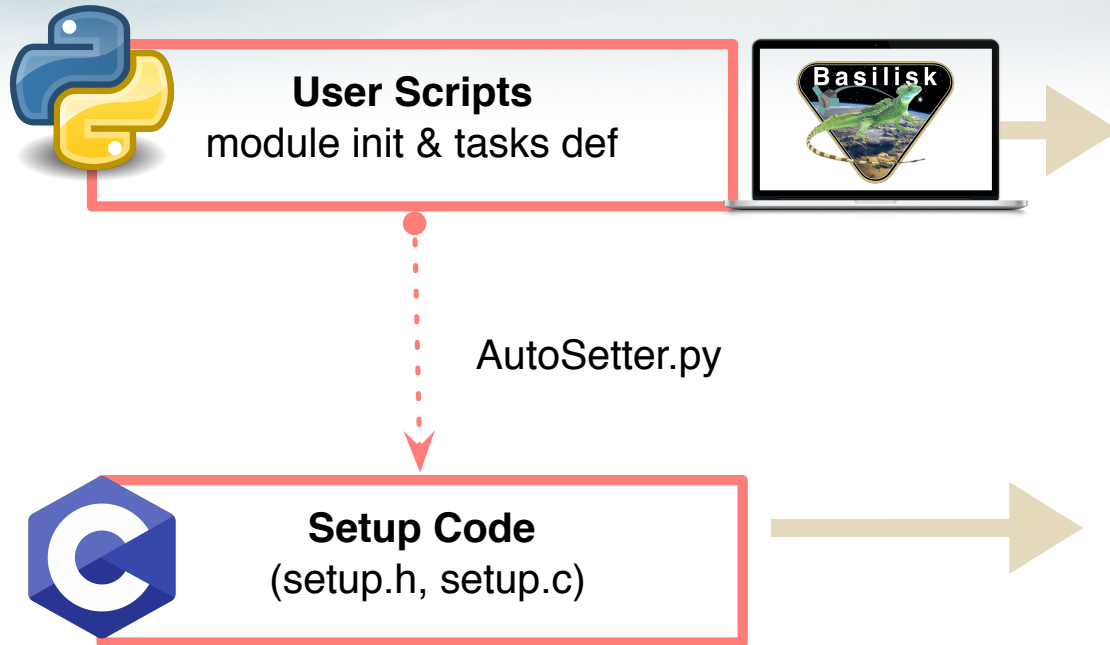 User Scripts
module init & tasks def
Basilisk
AutoSetter.py
C
Setup Code
(setup.h, setup.c)